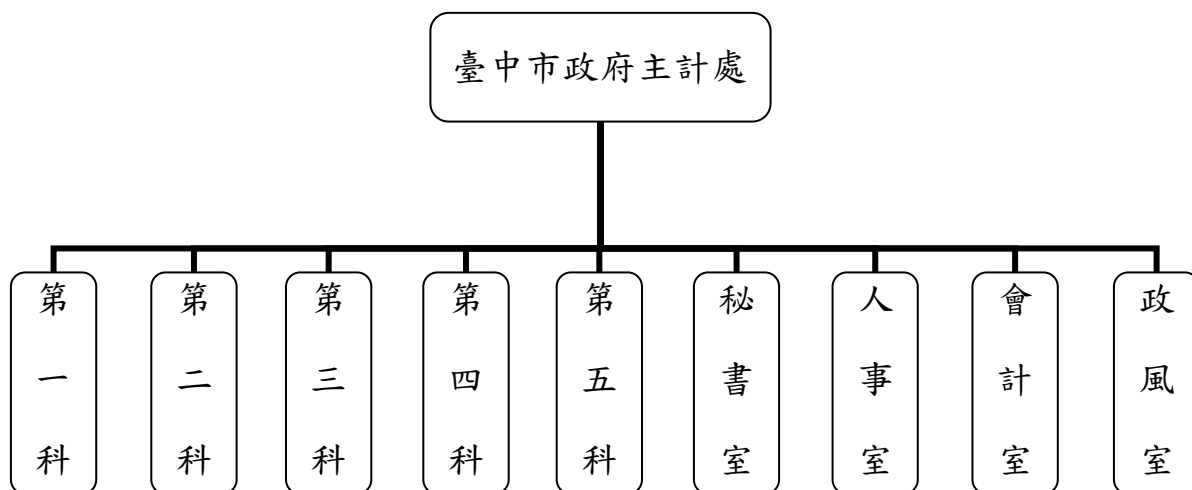 臺中市政府主計處
第一科
第二科
第三科
第四科
第五科
秘書室
人事室
會計室
政風室